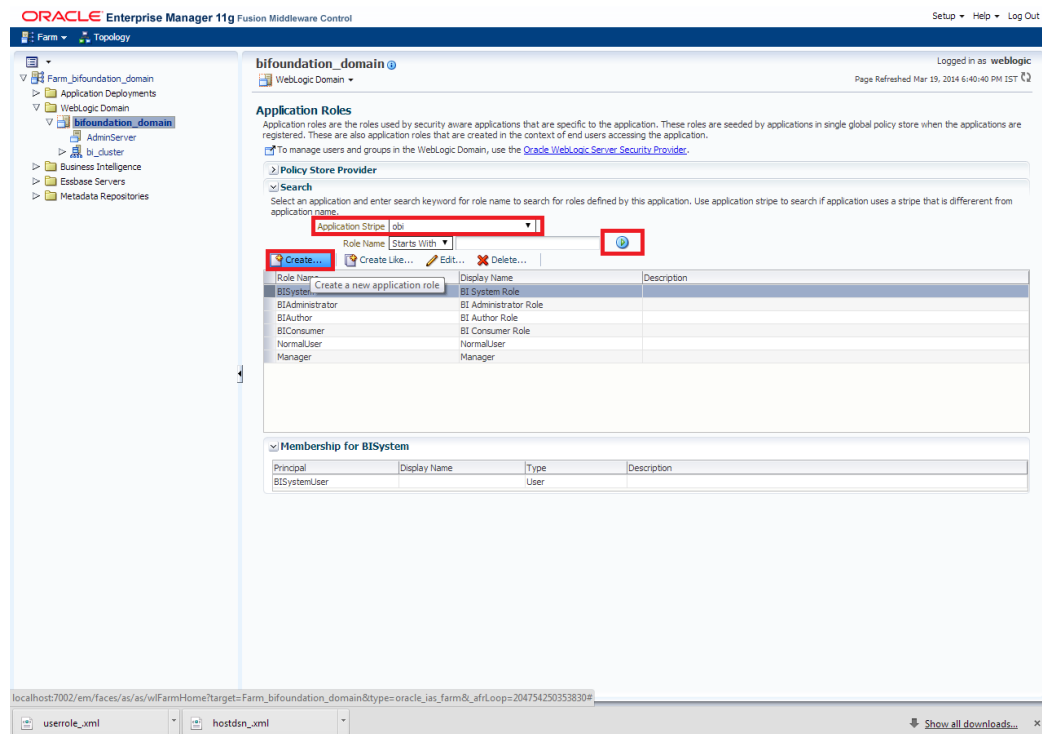 ORACLE Enterprise Manager 11g Fusion Middleware Control
Setup Help Log Out
Farm Topology
Farm_bifoundation_domain
Application Deployments
WebLogic Domain
bifoundation_domain
AdminServer
bi_cluster
Business Intelligence
Essbase Servers
Metadata Repositories
bifoundation_domain
Logged in as weblogic
WebLogic Domain
Page Refreshed Mar 19, 2014 6:40:40 PM IST
Application Roles
Application roles are the roles used by security aware applications that are specific to the application. These roles are seeded by applications in single global policy store when the applications are
registered. These are also application roles that are created in the context of end users accessing the application.
To manage users and groups in the WebLogic Domain, use the Oracle WebLogic Server Security Provider.
Policy Store Provider
Search
Select an application and enter search keyword for role name to search for roles defined by this application. Use application stripe to search if application uses a stripe that is differerent from
application name.
Application Stripe obi
Role Name Starts With
Create... Create Like... Edit... Delete...
Role Name Display Name Description
Create a new application role
BISystem BI System Role
BIAdministrator BI Administrator Role
BIAuthor BI Author Role
BIConsumer BI Consumer Role
NormalUser NormalUser
Manager Manager
Membership for BISystem
Principal Display Name Type Description
BISystemUser User
localhost:7002/em/faces/as/as/wlFarmHome?target=Farm_bifoundation_domain&type=oracle_ias_farm&_afrLoop=204754250353830#
userrole_.xml hostdsn_.xml Show all downloads...